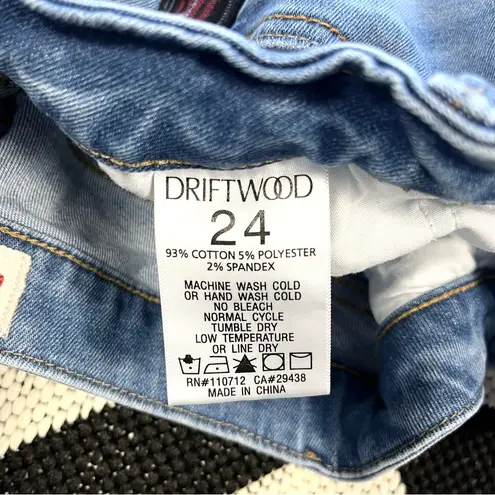 DRIFTWOOD
24
93% COTTON 5% POLYESTER
2% SPANDEX
MACHINE WASH COLD
OR HAND WASH COLD
NO BLEACH
NORMAL CYCLE
TUMBLE DRY
LOW TEMPERATURE
OR LINE DRY
RN#110712 CA#29438
MADE IN CHINA